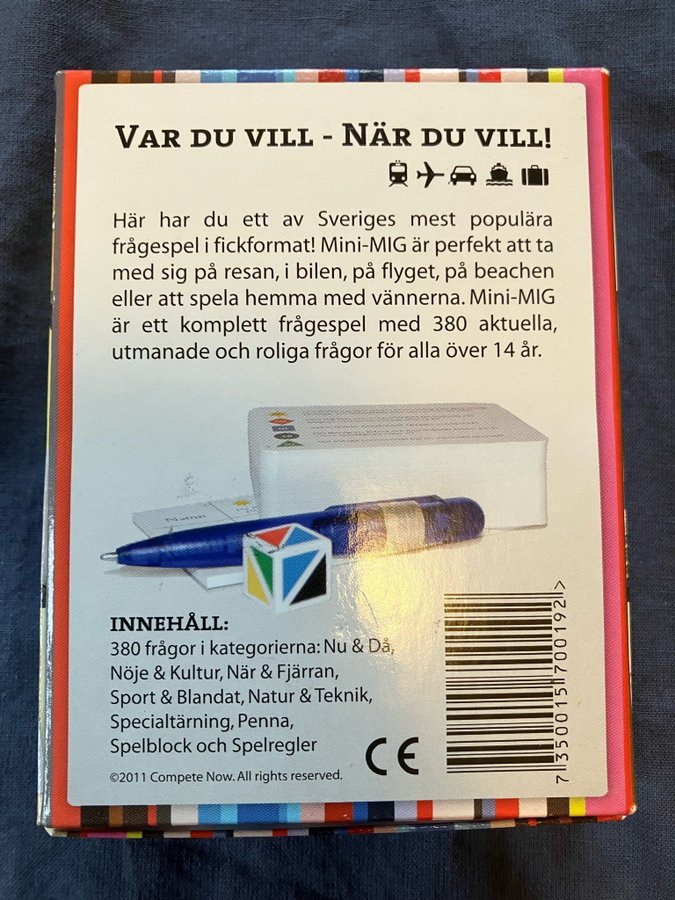 VAR DU VILL - NÄR DU VILL!
Här har du ett av Sveriges mest populära
frågespel i fickformat! Mini-MIG är perfekt att ta
med sig på resan, i bilen, på flyget, på beachen
eller att spela hemma med vännerna. Mini-MIG
är ett komplett frågespel med 380 aktuella,
utmanade och roliga frågor för alla över 14 år.
Natur
INNEHÅLL:
380 frågor i kategorierna: Nu & Då,
Nöje & Kultur, När & Fjärran,
Sport & Blandat, Natur & Teknik,
Specialtärning, Penna,
Spelblock och Spelregler
©2011 Compete Now. All rights reserved.
CE
7 350015 700192 >